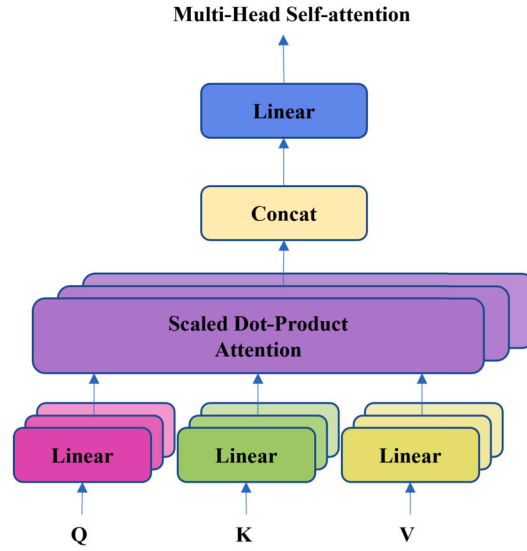 Multi-Head Self-attention
Linear
Concat
Scaled Dot-Product
Attention
Linear
Linear
Linear
Q
K
V